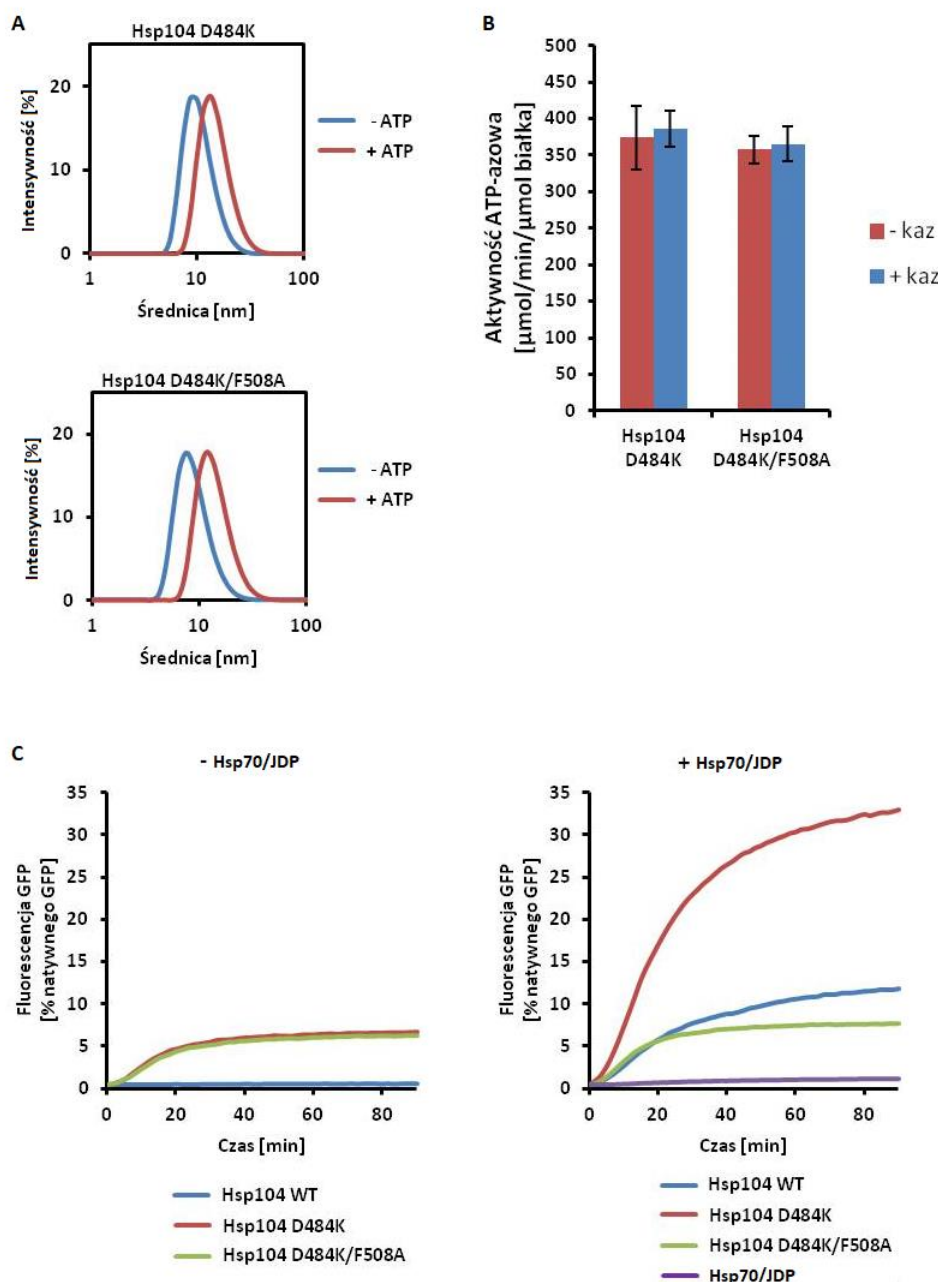 A
Hsp104 D484K
Intensywność [%]
20
10
0
1 10 100
Średnica [nm]
- ATP
+ ATP
Hsp104 D484K/F508A
Intensywność [%]
20
10
0
1 10 100
Średnica [nm]
- ATP
+ ATP
B
Aktywność ATP-azowa
[µmol/min/µmol białka]
500
450
400
350
300
250
200
150
100
50
0
Hsp104
D484K
Hsp104
D484K/F508A
- kaz
+ kaz
C
- Hsp70/JDP
Fluorescencja GFP
[% natywnego GFP]
35
30
25
20
15
10
5
0
0 20 40 60 80
Czas [min]
Hsp104 WT
Hsp104 D484K
Hsp104 D484K/F508A
+ Hsp70/JDP
Fluorescencja GFP
[% natywnego GFP]
35
30
25
20
15
10
5
0
0 20 40 60 80
Czas [min]
Hsp104 WT
Hsp104 D484K
Hsp104 D484K/F508A
Hsp70/JDP